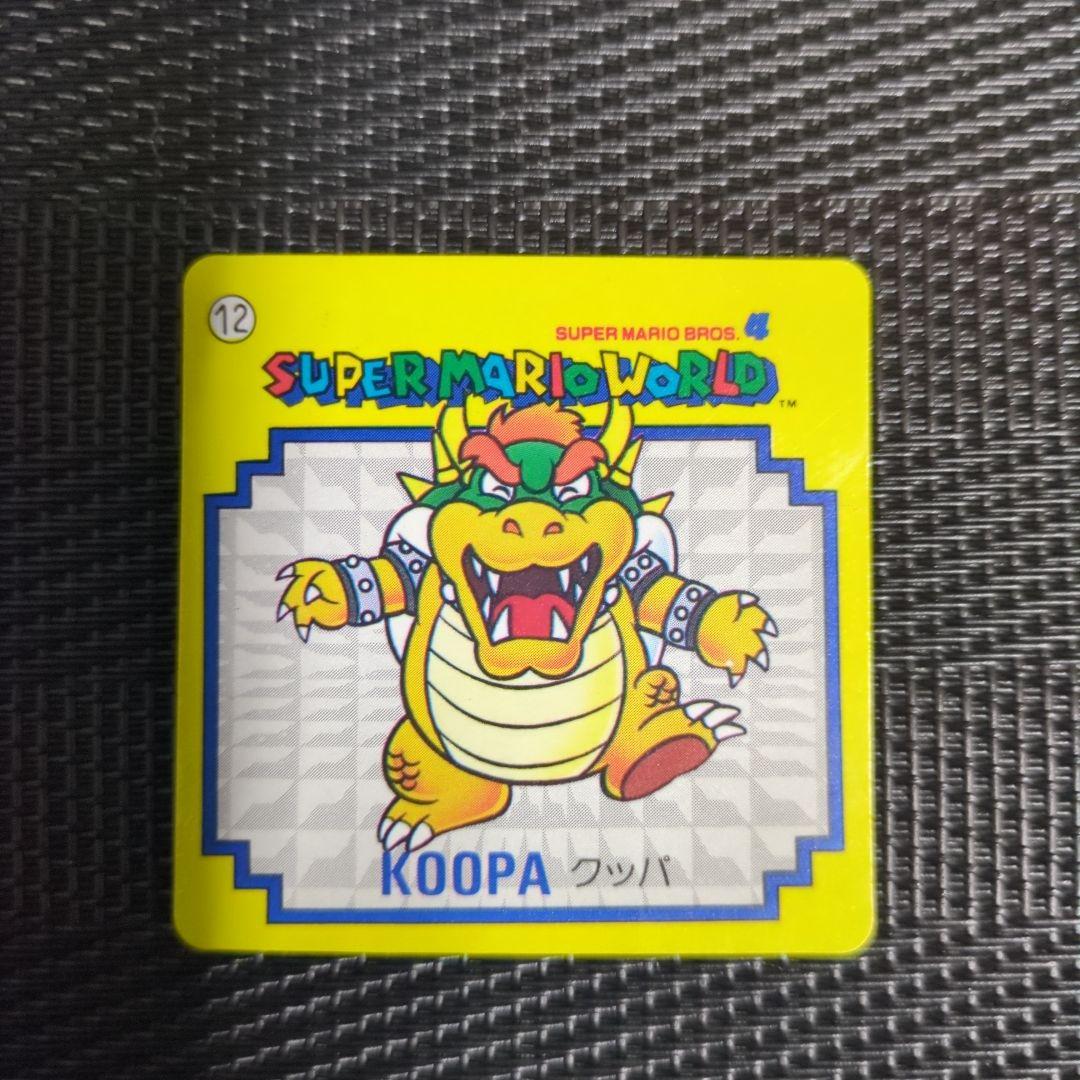 12
SUPER MARIO BROS. 4
SUPER MARIO WORLD ™
KOOPA クッパ